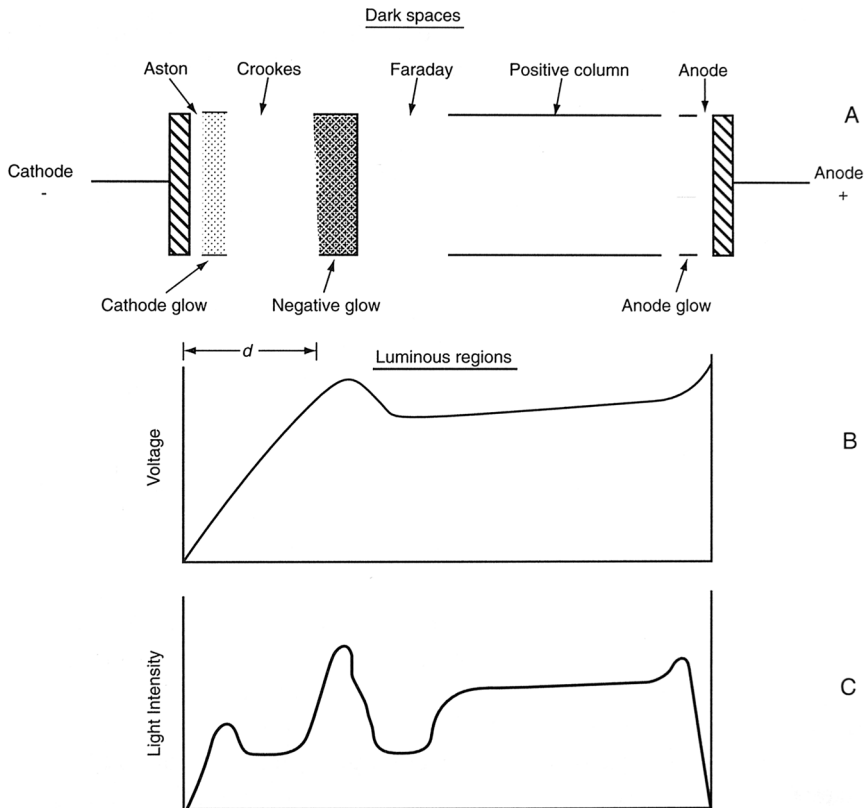 Dark spaces
Aston
Crookes
Faraday
Positive column
Anode
A
Cathode
-
Anode
+
Cathode glow
Negative glow
Anode glow
d
Luminous regions
Voltage
B
Light Intensity
C